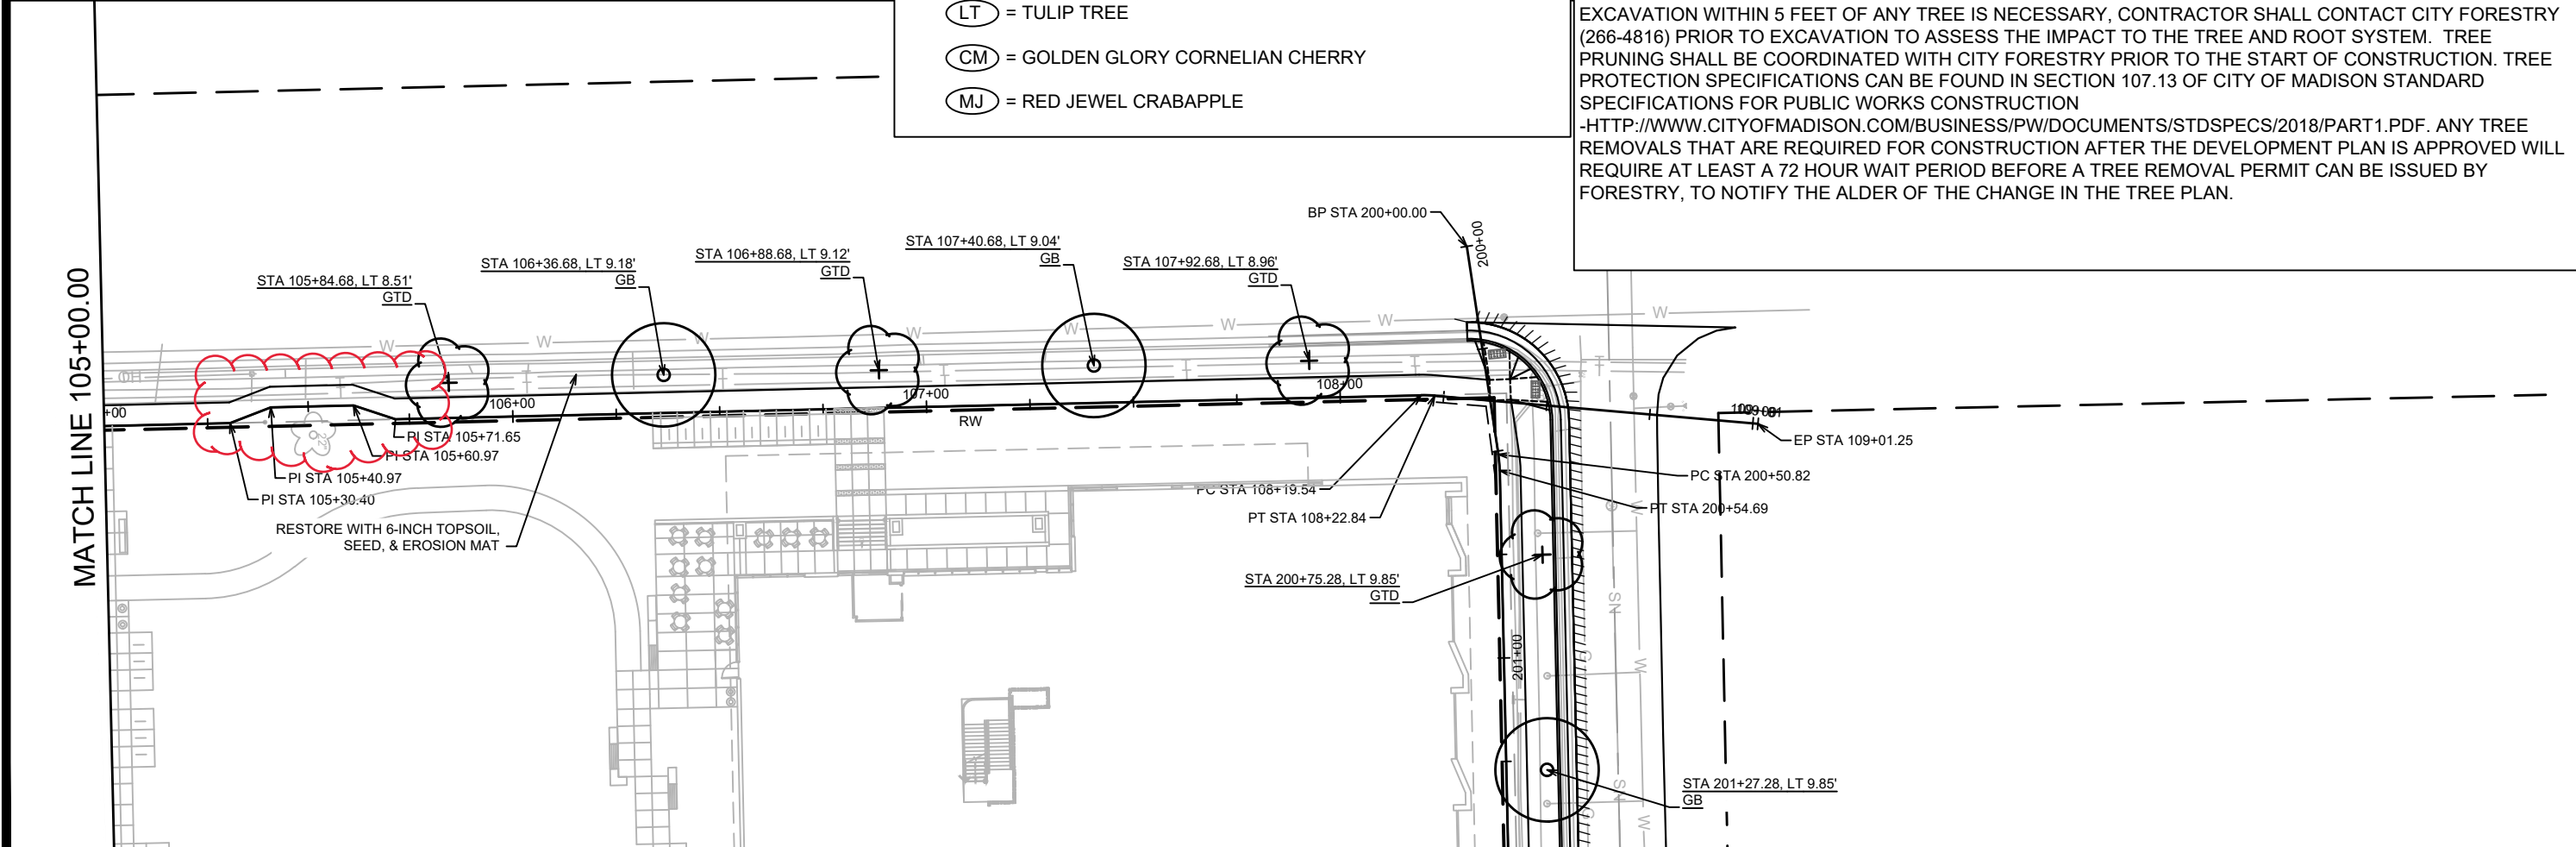 LT = TULIP TREE
CM = GOLDEN GLORY CORNELIAN CHERRY
MJ = RED JEWEL CRABAPPLE
EXCAVATION WITHIN 5 FEET OF ANY TREE IS NECESSARY, CONTRACTOR SHALL CONTACT CITY FORESTRY
(266-4816) PRIOR TO EXCAVATION TO ASSESS THE IMPACT TO THE TREE AND ROOT SYSTEM. TREE
PRUNING SHALL BE COORDINATED WITH CITY FORESTRY PRIOR TO THE START OF CONSTRUCTION. TREE
PROTECTION SPECIFICATIONS CAN BE FOUND IN SECTION 107.13 OF CITY OF MADISON STANDARD
SPECIFICATIONS FOR PUBLIC WORKS CONSTRUCTION
-HTTP://WWW.CITYOFMADISON.COM/BUSINESS/PW/DOCUMENTS/STDSPECS/2018/PART1.PDF. ANY TREE
REMOVALS THAT ARE REQUIRED FOR CONSTRUCTION AFTER THE DEVELOPMENT PLAN IS APPROVED WILL
REQUIRE AT LEAST A 72 HOUR WAIT PERIOD BEFORE A TREE REMOVAL PERMIT CAN BE ISSUED BY
FORESTRY, TO NOTIFY THE ALDER OF THE CHANGE IN THE TREE PLAN.
MATCH LINE 105+00.00
STA 105+84.68, LT 8.51'
GTD
STA 106+36.68, LT 9.18'
GB
STA 106+88.68, LT 9.12'
GTD
STA 107+40.68, LT 9.04'
GB
STA 107+92.68, LT 8.96'
GTD
BP STA 200+00.00
200+00
W
W
W
W
W
W
W
W
OH
T
T
T
T
T
T
T
T
+00
106+00
107+00
108+00
RW
22"
PI STA 105+71.65
PI STA 105+60.97
PI STA 105+40.97
PI STA 105+30.40
RESTORE WITH 6-INCH TOPSOIL,
SEED, & EROSION MAT
EP STA 109+01.25
PC STA 200+50.82
PT STA 200+54.69
PC STA 108+19.54
PT STA 108+22.84
STA 200+75.28, LT 9.85'
GTD
201+00
SN
SN
W
W
W
G
G
STA 201+27.28, LT 9.85'
GB